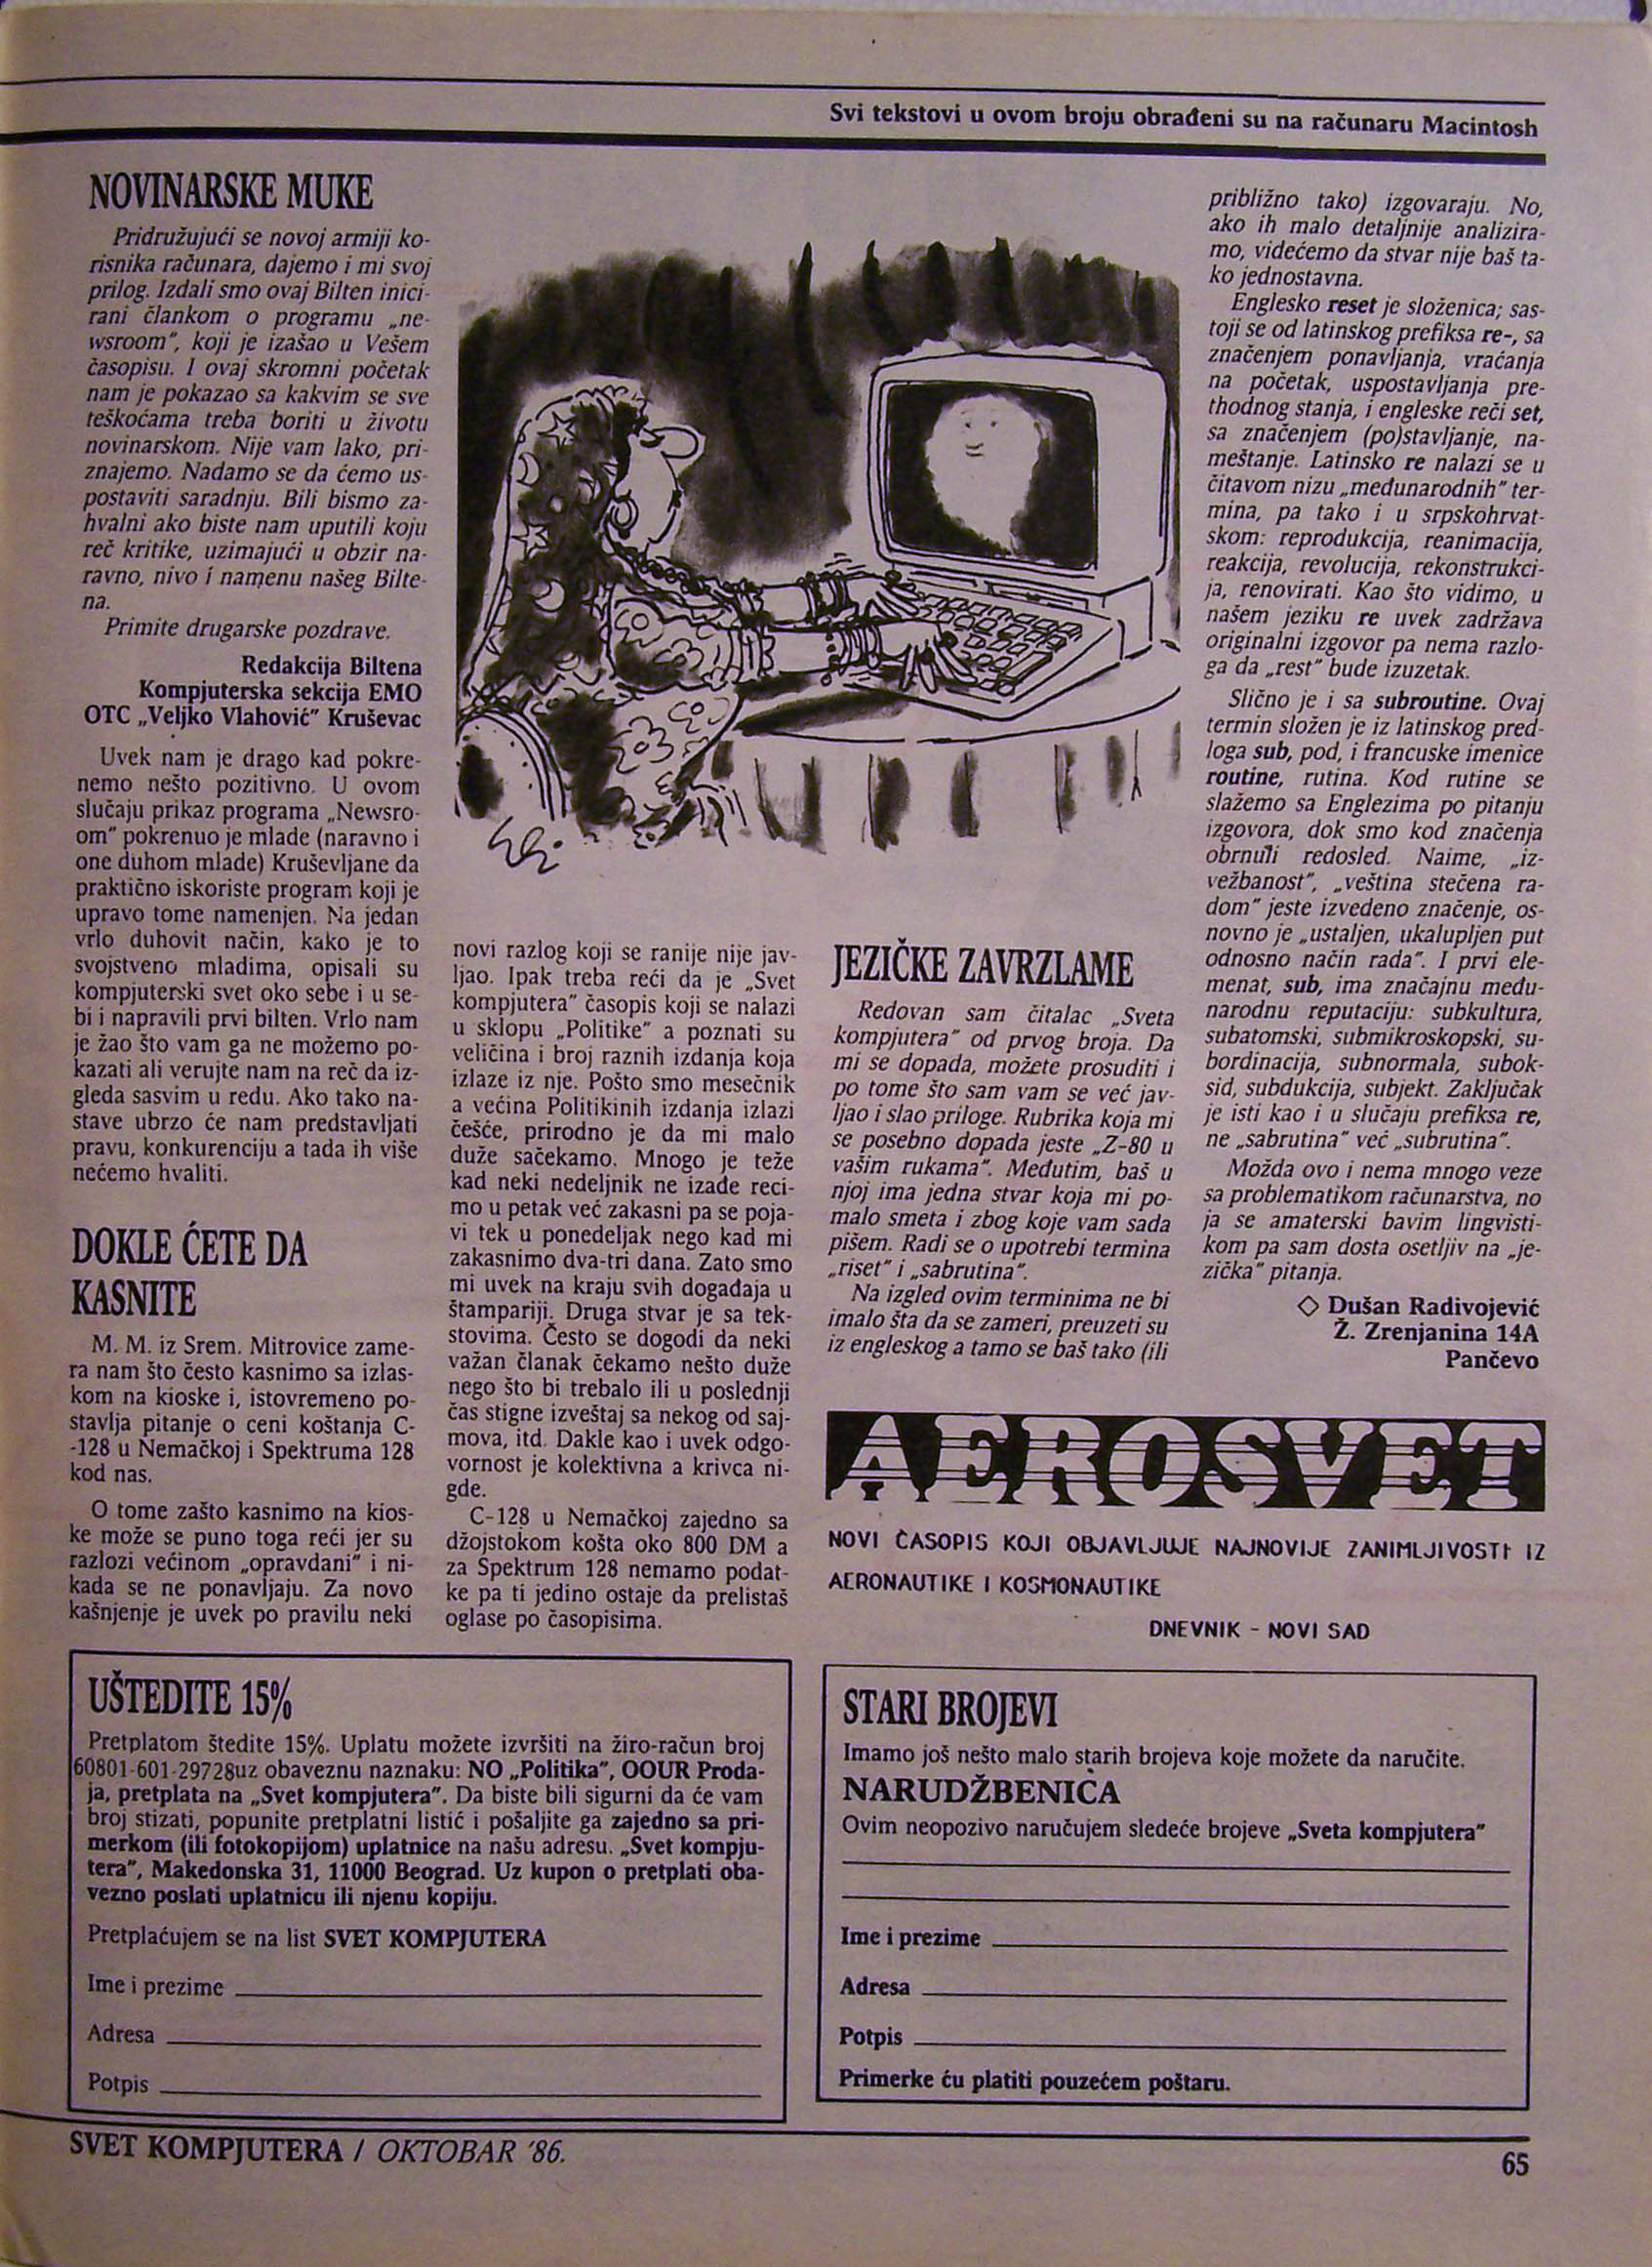 Svi tekstovi u ovom broju obrađeni su na računaru Macintosh
NOVINARSKE MUKE
Pridružujući se novoj armiji ko-
risnika računara, dajemo i mi svoj
prilog. Izdali smo ovaj Bilten inici-
rani člankom o programu „ne-
wsroom", koji je izašao u Vešem
časopisu. I ovaj skromni početak
nam je pokazao sa kakvim se sve
teškoćama treba boriti u životu
novinarskom. Nije vam lako, pri-
znajemo. Nadamo se da ćemo us-
postaviti saradnju. Bili bismo za-
hvalni ako biste nam uputili koju
reč kritike, uzimajući u obzir na-
ravno, nivo i namenu našeg Bilte-
na.
Primite drugarske pozdrave.
Redakcija Biltena
Kompjuterska sekcija EMO
OTC „Veljko Vlahović" Kruševac
Uvek nam je drago kad pokre-
nemo nešto pozitivno. U ovom
slučaju prikaz programa „Newsro-
om" pokrenuo je mlade (naravno i
one duhom mlade) Kruševljane da
praktično iskoriste program koji je
upravo tome namenjen. Na jedan
vrlo duhovit način, kako je to
svojstveno mladima, opisali su
kompjuterski svet oko sebe i u se-
bi i napravili prvi bilten. Vrlo nam
je žao što vam ga ne možemo po-
kazati ali verujte nam na reč da iz-
gleda sasvim u redu. Ako tako na-
stave ubrzo će nam predstavljati
pravu, konkurenciju a tada ih više
nećemo hvaliti.
DOKLE ĆETE DA
KASNITE
M. M. iz Srem. Mitrovice zame-
ra nam što često kasnimo sa izlas-
kom na kioske i, istovremeno po-
stavlja pitanje o ceni koštanja C-
-128 u Nemačkoj i Spektruma 128
kod nas.
O tome zašto kasnimo na kios-
ke može se puno toga reći jer su
razlozi većinom „opravdani" i ni-
kada se ne ponavljaju. Za novo
kašnjenje je uvek po pravilu neki
novi razlog koji se ranije nije jav-
ljao. Ipak treba reći da je „Svet
kompjutera" časopis koji se nalazi
u sklopu „Politike" a poznati su
veličina i broj raznih izdanja koja
izlaze iz nje. Pošto smo mesečnik
a većina Politikinih izdanja izlazi
češće, prirodno je da mi malo
duže sačekamo. Mnogo je teže
kad neki nedeljnik ne izađe reci-
mo u petak već zakasni pa se poja-
vi tek u ponedeljak nego kad mi
zakasnimo dva-tri dana. Zato smo
mi uvek na kraju svih događaja u
štampariji. Druga stvar je sa tek-
stovima. Često se dogodi da neki
važan članak čekamo nešto duže
nego što bi trebalo ili u poslednji
čas stigne izveštaj sa nekog od saj-
mova, itd. Dakle kao i uvek odgo-
vornost je kolektivna a krivca ni-
gde.
C-128 u Nemačkoj zajedno sa
džojstokom košta oko 800 DM a
za Spektrum 128 nemamo podat-
ke pa ti jedino ostaje da prelistaš
oglase po časopisima.
JEZIČKE ZAVRZLAME
Redovan sam čitalac „Sveta
kompjutera" od prvog broja. Da
mi se dopada, možete prosuditi i
po tome što sam vam se već jav-
ljao i slao priloge. Rubrika koja mi
se posebno dopada jeste „Z-80 u
vašim rukama". Međutim, baš u
njoj ima jedna stvar koja mi po-
malo smeta i zbog koje vam sada
pišem. Radi se o upotrebi termina
„riset" i „sabrutina".
Na izgled ovim terminima ne bi
imalo šta da se zameri, preuzeti su
iz engleskog a tamo se baš tako (ili
približno tako) izgovaraju. No,
ako ih malo detaljnije analizira-
mo, videćemo da stvar nije baš ta-
ko jednostavna.
Englesko reset je složenica; sas-
toji se od latinskog prefiksa re-, sa
značenjem ponavljanja, vraćanja
na početak, uspostavljanja pre-
thodnog stanja, i engleske reči set,
sa značenjem (po)stavljanje, na-
meštanje. Latinsko re nalazi se u
čitavom nizu „međunarodnih" ter-
mina, pa tako i u srpskohrvat-
skom: reprodukcija, reanimacija,
reakcija, revolucija, rekonstrukci-
ja, renovirati. Kao što vidimo, u
našem jeziku re uvek zadržava
originalni izgovor pa nema razlo-
ga da „rest" bude izuzetak.
Slično je i sa subroutine. Ovaj
termin složen je iz latinskog pred-
loga sub, pod, i francuske imenice
routine, rutina. Kod rutine se
slažemo sa Englezima po pitanju
izgovora, dok smo kod značenja
obrnuli redosled. Naime, „iz-
vežbanost", „veština stečena ra-
dom" jeste izvedeno značenje, os-
novno je „ustaljen, ukalupljen put
odnosno način rada". I prvi ele-
menat, sub, ima značajnu među-
narodnu reputaciju: subkultura,
subatomski, submikroskopski, su-
bordinacija, subnormala, subok-
sid, subdukcija, subjekt. Zaključak
je isti kao i u slučaju prefiksa re,
ne „sabrutina" već „subrutina".
Možda ovo i nema mnogo veze
sa problematikom računarstva, no
ja se amaterski bavim lingvisti-
kom pa sam dosta osetljiv na „je-
zička" pitanja.
◇ Dušan Radivojević
Ž. Zrenjanina 14A
Pančevo
AEROSVET
NOVI ČASOPIS KOJI OBJAVLJUJE NAJNOVIJE ZANIMLJIVOSTI IZ
AERONAUTIKE I KOSMONAUTIKE
DNEVNIK - NOVI SAD
UŠTEDITE 15%
Pretplatom štedite 15%. Uplatu možete izvršiti na žiro-račun broj
60801-601-29728uz obaveznu naznaku: NO „Politika", OOUR Proda-
ja, pretplata na „Svet kompjutera". Da biste bili sigurni da će vam
broj stizati, popunite pretplatni listić i pošaljite ga zajedno sa pri-
merkom (ili fotokopijom) uplatnice na našu adresu. „Svet kompju-
tera", Makedonska 31, 11000 Beograd. Uz kupon o pretplati oba-
vezno poslati uplatnicu ili njenu kopiju.
Pretplaćujem se na list SVET KOMPJUTERA
Ime i prezime
Adresa
Potpis
STARI BROJEVI
Imamo još nešto malo starih brojeva koje možete da naručite.
NARUDŽBENICA
Ovim neopozivo naručujem sledeće brojeve „Sveta kompjutera"
Ime i prezime
Adresa
Potpis
Primerke ću platiti pouzećem poštaru.
SVET KOMPJUTERA / OKTOBAR '86.
65